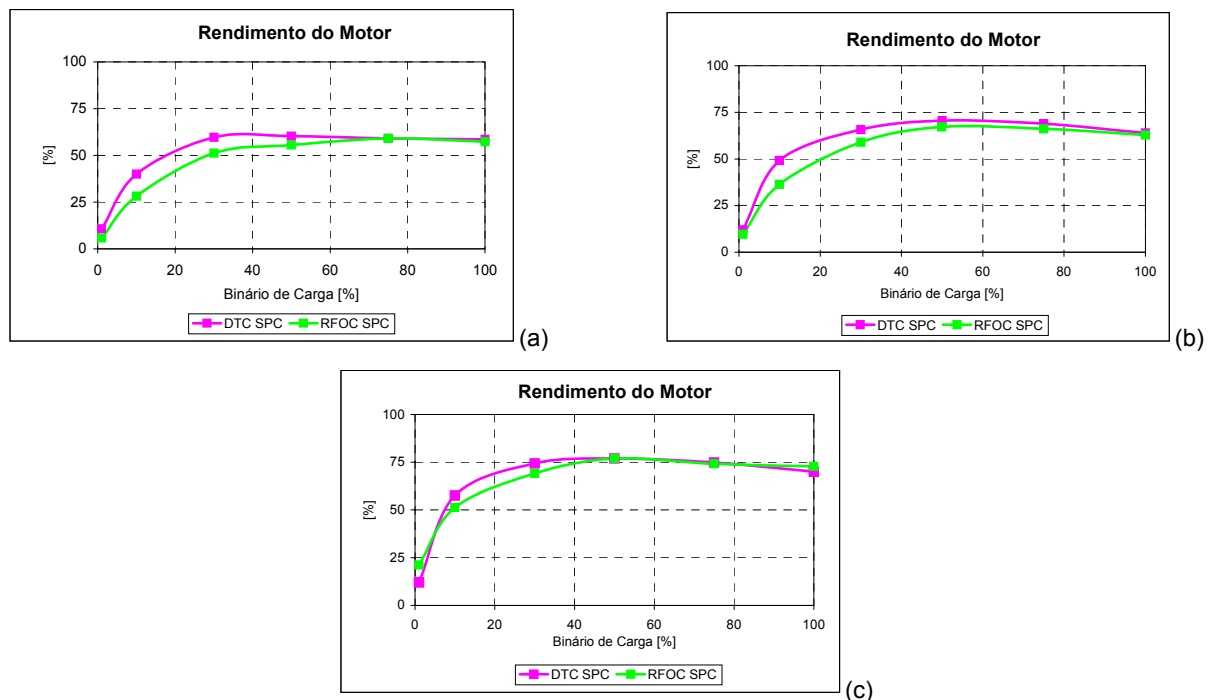 Rendimento do Motor
100
75
50
25
0
[%]
0 20 40 60 80 100
Binário de Carga [%]
DTC SPC RFOC SPC
(a)
Rendimento do Motor
100
75
50
25
0
[%]
0 20 40 60 80 100
Binário de Carga [%]
DTC SPC RFOC SPC
(b)
Rendimento do Motor
100
75
50
25
0
[%]
0 20 40 60 80 100
Binário de Carga [%]
DTC SPC RFOC SPC
(c)